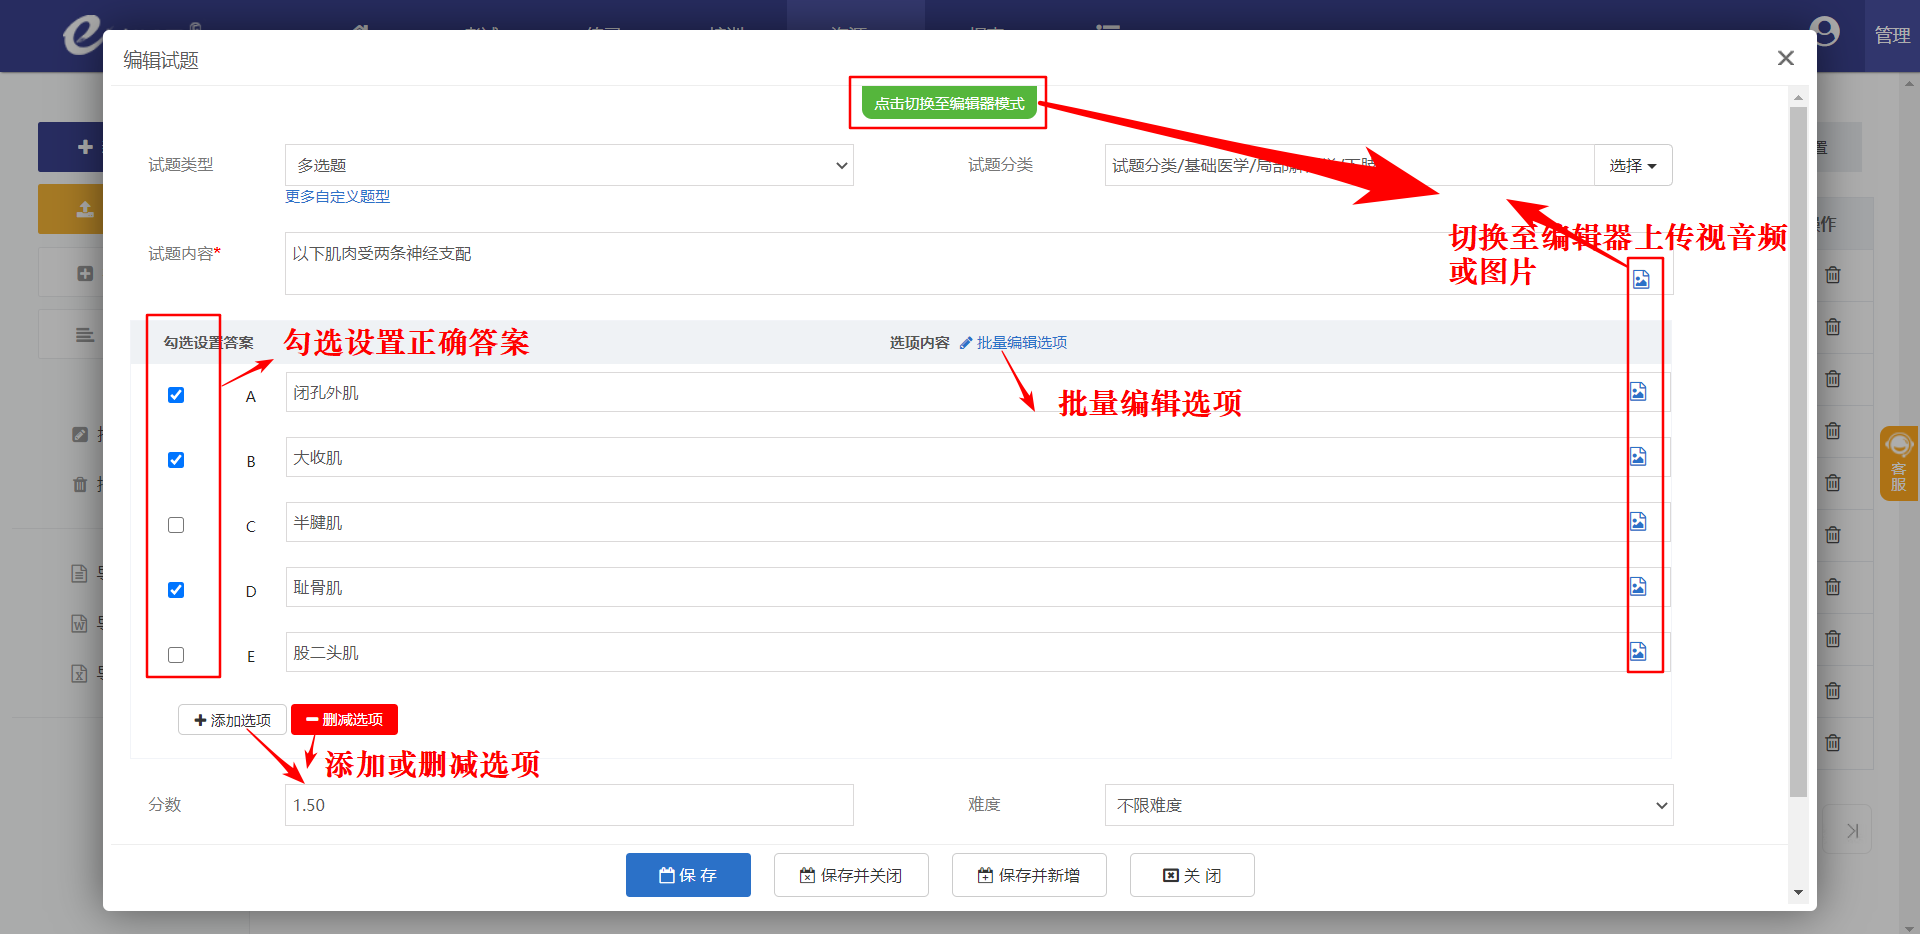 管理
编辑试题
点击切换至编辑器模式
试题类型
多选题
试题分类
试题分类/基础医学/局部解
选择
更多自定义题型
切换至编辑器上传视音频
或图片
试题内容*
以下肌肉受两条神经支配
勾选设置答案
勾选设置正确答案
选项内容
批量编辑选项
批量编辑选项
A
闭孔外肌
B
大收肌
C
半腱肌
D
耻骨肌
E
股二头肌
添加选项
删减选项
添加或删减选项
分数
1.50
难度
不限难度
保 存
保存并关闭
保存并新增
关 闭
作
置
客
服